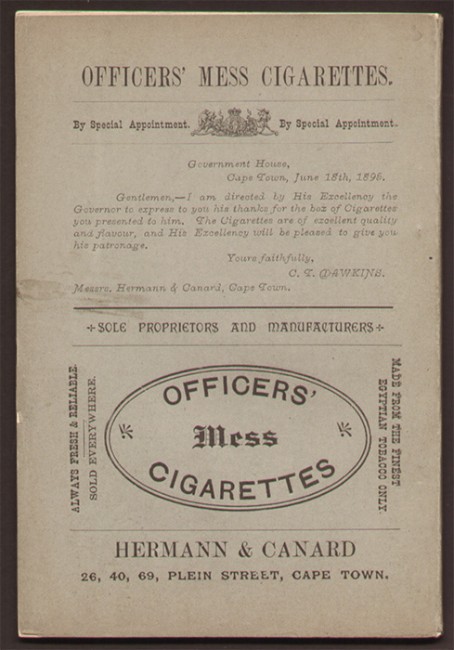 OFFICERS' MESS CIGARETTES.
By Special Appointment. By Special Appointment.
Government House,
Cape Town, June 18th, 1896.
Gentlemen,—I am directed by His Excellency the
Governor to express to you his thanks for the box of Cigarettes
you presented to him. The Cigarettes are of excellent quality
and flavour, and His Excellency will be pleased to give you
his patronage.
Yours faithfully,
C. T. DAWKINS.
Messrs. Hermann & Canard, Cape Town.
SOLE PROPRIETORS AND MANUFACTURERS
ALWAYS FRESH & RELIABLE.
SOLD EVERYWHERE.
OFFICERS'
Mess
CIGARETTES
MADE FROM THE FINEST
EGYPTIAN TOBACCO ONLY.
HERMANN & CANARD
26, 40, 69, PLEIN STREET, CAPE TOWN.